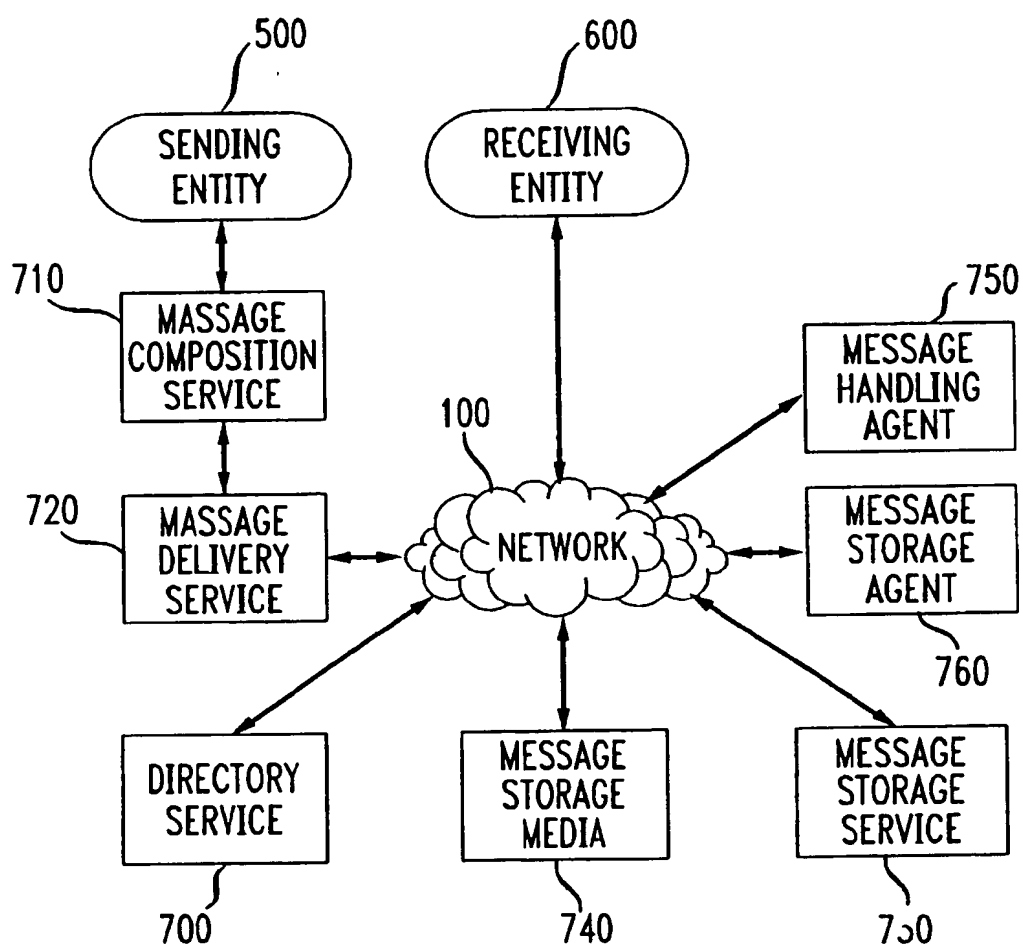 500
600
SENDING
ENTITY
RECEIVING
ENTITY
710
MASSAGE
COMPOSITION
SERVICE
750
MESSAGE
HANDLING
AGENT
100
NETWORK
720
MASSAGE
DELIVERY
SERVICE
MESSAGE
STORAGE
AGENT
760
DIRECTORY
SERVICE
MESSAGE
STORAGE
MEDIA
MESSAGE
STORAGE
SERVICE
700
740